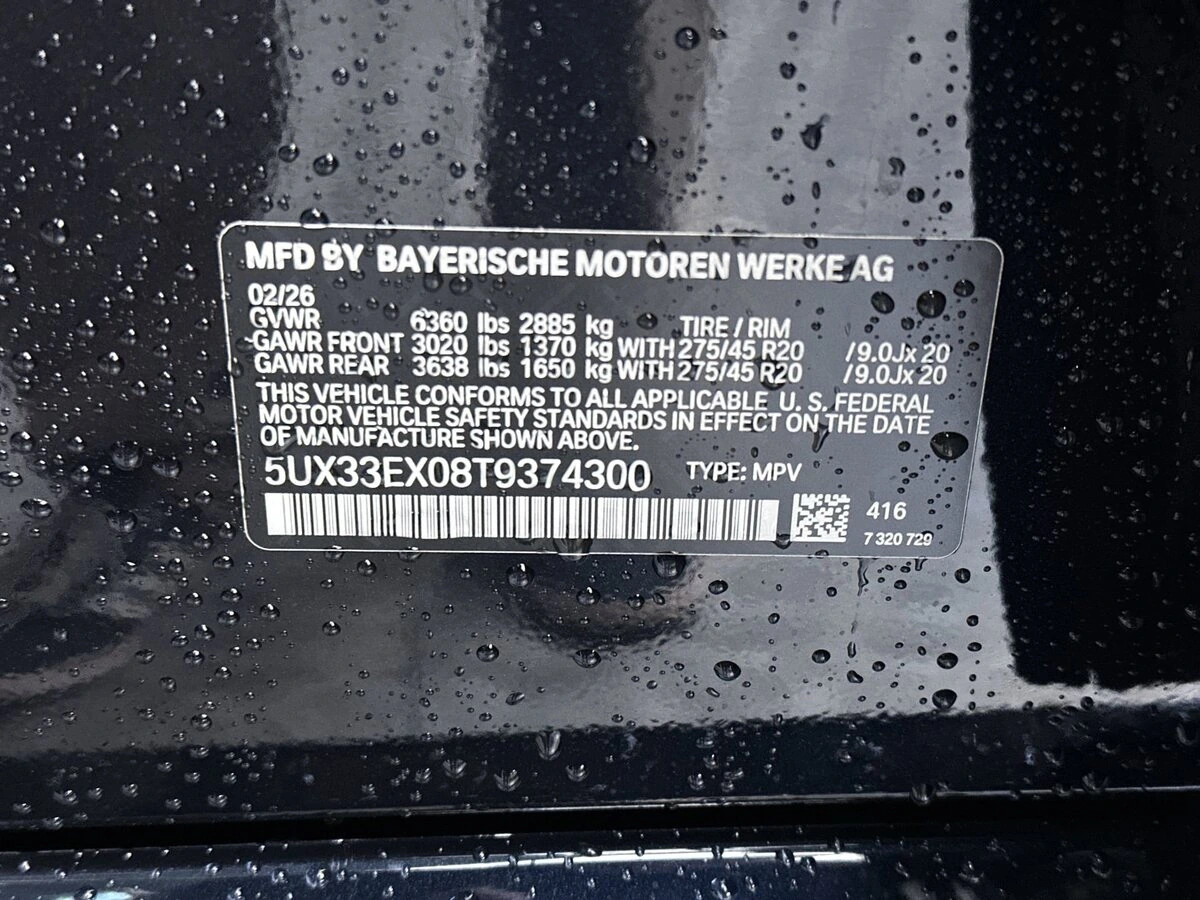 MFD BY BAYERISCHE MOTOREN WERKE AG
02/26
GVWR 6360 lbs 2885 kg TIRE / RIM
GAWR FRONT 3020 lbs 1370 kg WITH 275/45 R20 / 9.0Jx 20
GAWR REAR 3638 lbs 1650 kg WITH 275/45 R20 / 9.0Jx 20
THIS VEHICLE CONFORMS TO ALL APPLICABLE U. S. FEDERAL
MOTOR VEHICLE SAFETY STANDARDS IN EFFECT ON THE DATE
OF MANUFACTURE SHOWN ABOVE.
5UX33EX08T9374300 TYPE: MPV
416
7 320 729